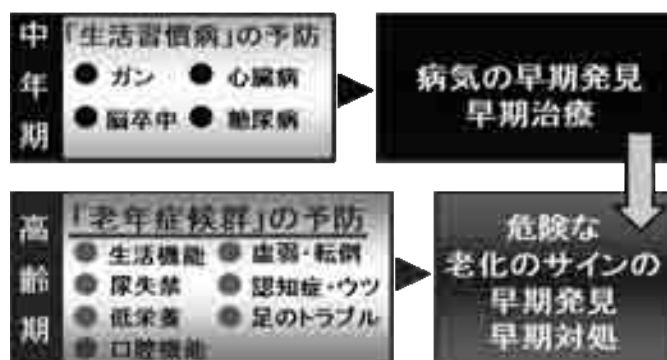 中年期
「生活習慣病」の予防
● ガン ● 心臓病
● 脳卒中 ● 糖尿病
病気の早期発見
早期治療
高齢期
「老年症候群」の予防
● 生活機能 ● 虚弱・転倒
● 尿失禁 ● 認知症・ウツ
● 低栄養 ● 足のトラブル
● 口腔機能
危険な
老化のサインの
早期発見
早期対処